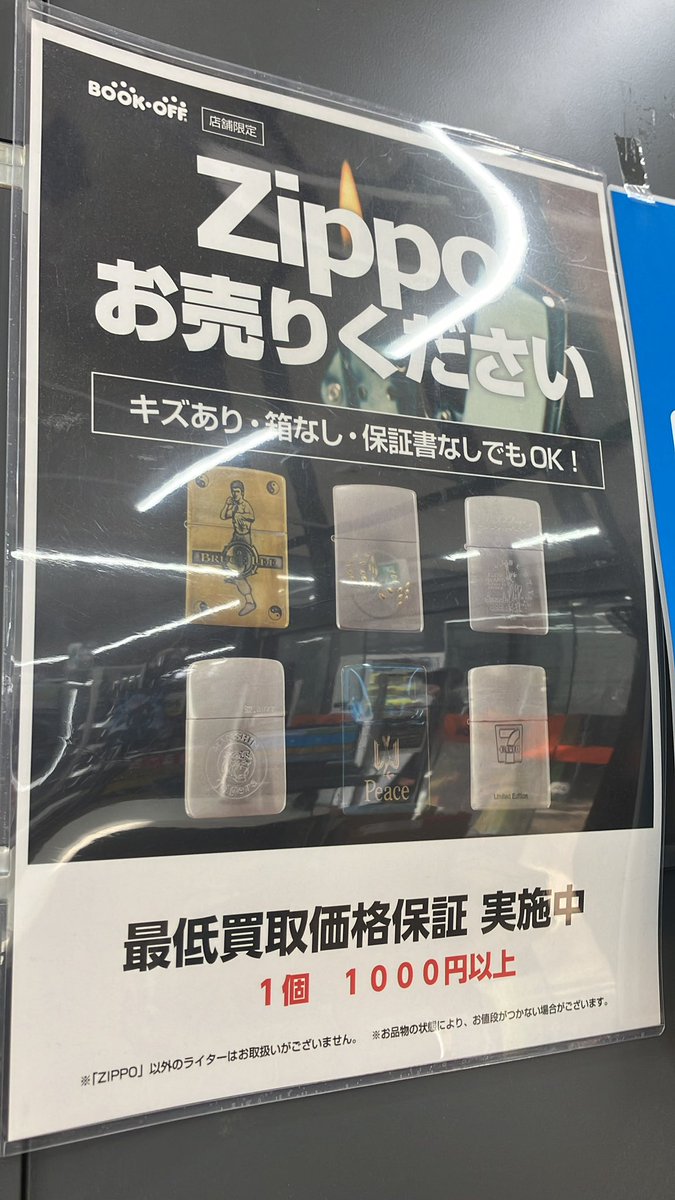 BOOK・OFF
店舗限定
Zippo
お売りください
キズあり・箱なし・保証書なしでもOK！
BRUCE LEE
Tigers
Peace
7
Limited Edition
最低買取価格保証 実施中
1個 1000円以上
※「ZIPPO」以外のライターはお取扱いがございません。 ※お品物の状態により、お値段がつかない場合がございます。